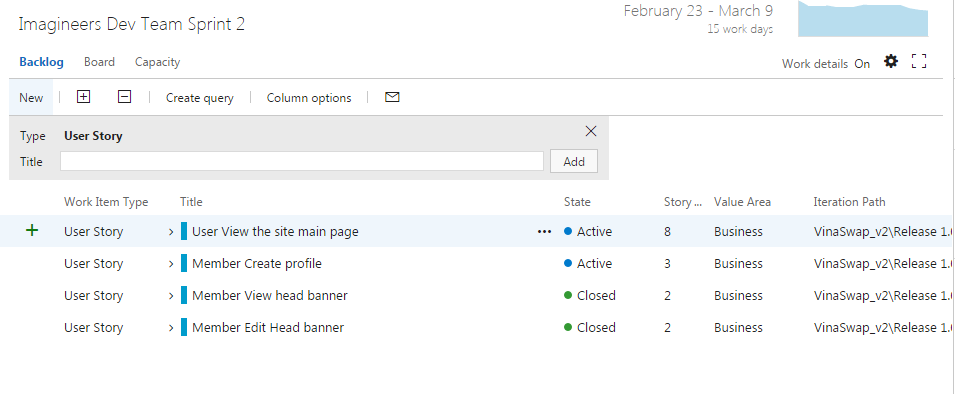 Imagineers Dev Team Sprint 2
February 23 - March 9
15 work days
Backlog Board Capacity
Work details On
New Create query Column options
Type User Story
Title Add
Work Item Type Title State Story ... Value Area Iteration Path
User Story User View the site main page ... Active 8 Business VinaSwap_v2\Release 1.
User Story Member Create profile Active 3 Business VinaSwap_v2\Release 1.
User Story Member View head banner Closed 2 Business VinaSwap_v2\Release 1.
User Story Member Edit Head banner Closed 2 Business VinaSwap_v2\Release 1.